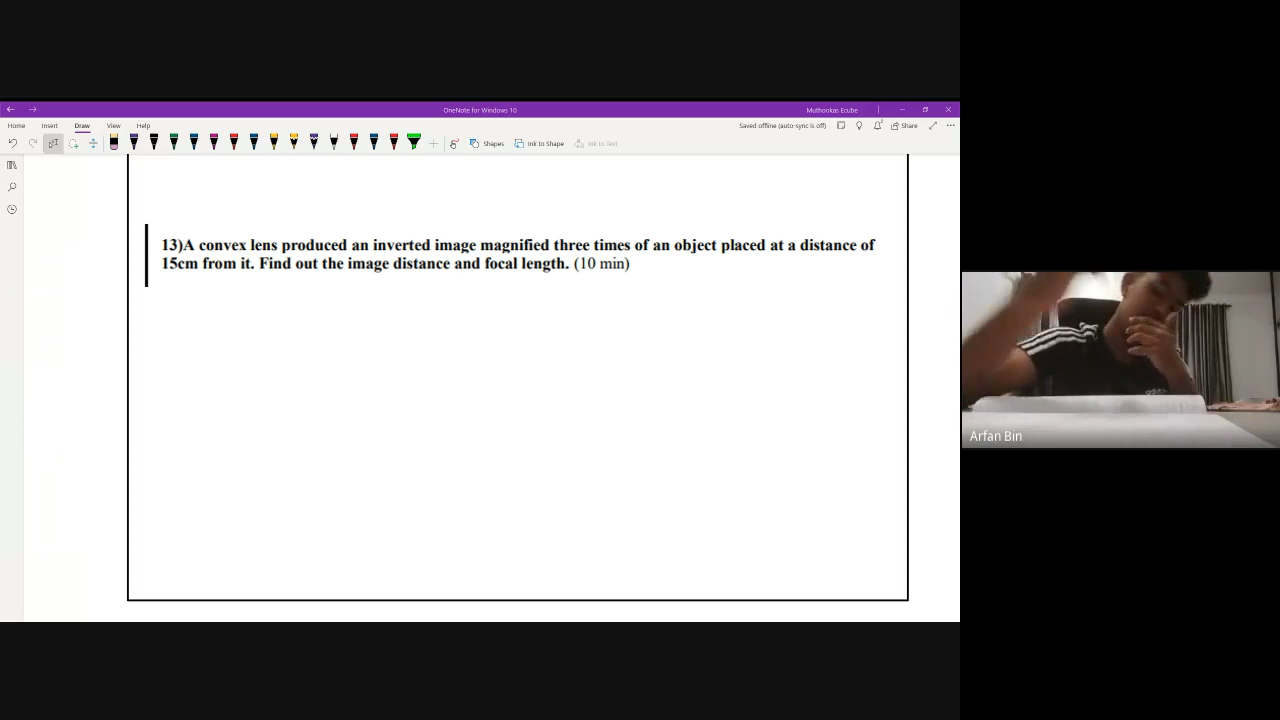 OneNote for Windows 10
Muthookas Ecube
Home Insert Draw View Help
Saved offline (auto-sync is off)
Share
Shapes
Ink to Shape
Ink to Text
13)A convex lens produced an inverted image magnified three times of an object placed at a distance of
15cm from it. Find out the image distance and focal length. (10 min)
Arfan Bin